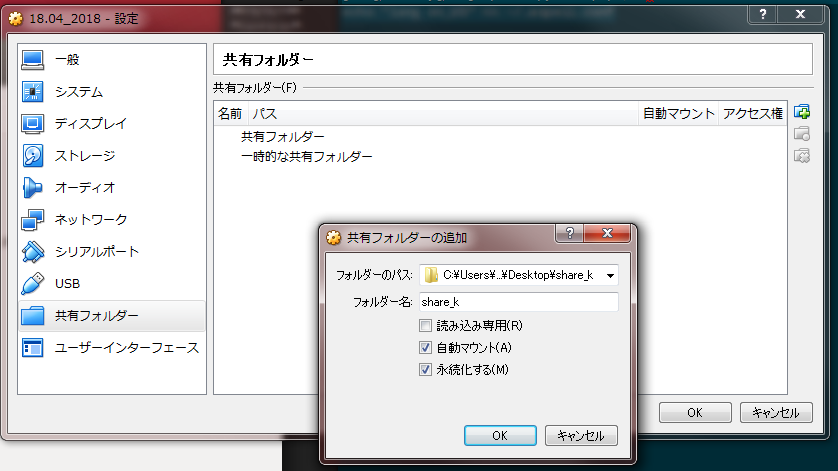 18.04_2018 - 設定
一般
システム
ディスプレイ
ストレージ
オーディオ
ネットワーク
シリアルポート
USB
共有フォルダー
ユーザーインターフェース
共有フォルダー
共有フォルダー(F)
名前 パス 自動マウント アクセス権
共有フォルダー
一時的な共有フォルダー
共有フォルダーの追加
フォルダーのパス: C:¥Users¥...¥Desktop¥share_k
フォルダー名: share_k
読み込み専用(R)
自動マウント(A)
永続化する(M)
OK キャンセル
OK キャンセル